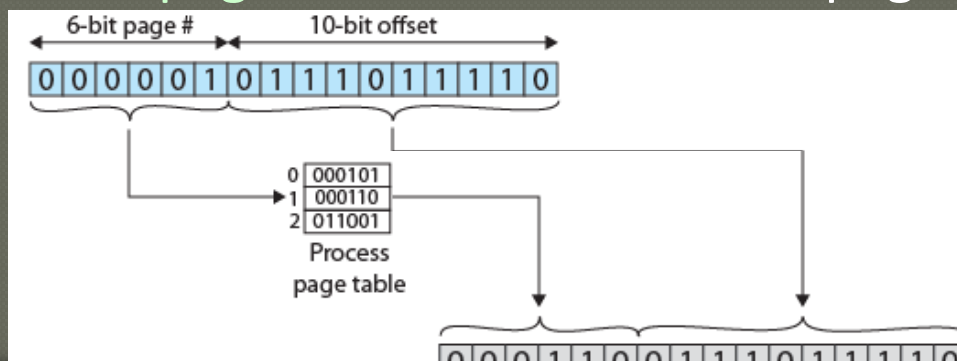 pag pag
6-bit page # 10-bit offset
0 0 0 0 0 1 0 1 1 1 0 1 1 1 1 0
0 000101
1 000110
2 011001
Process
page table
0 0 0 1 1 0 0 1 1 1 0 1 1 1 1 0